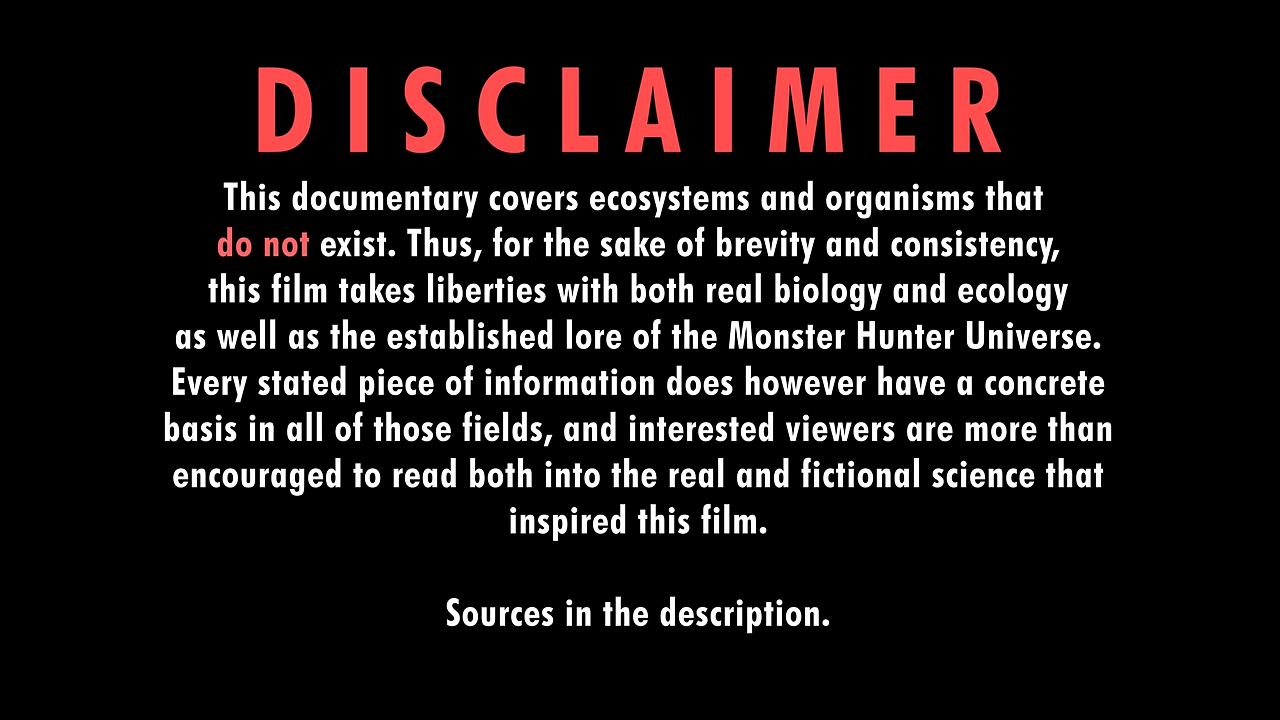 DISCLAIMER
This documentary covers ecosystems and organisms that
do not exist. Thus, for the sake of brevity and consistency,
this film takes liberties with both real biology and ecology
as well as the established lore of the Monster Hunter Universe.
Every stated piece of information does however have a concrete
basis in all of those fields, and interested viewers are more than
encouraged to read both into the real and fictional science that
inspired this film.
Sources in the description.